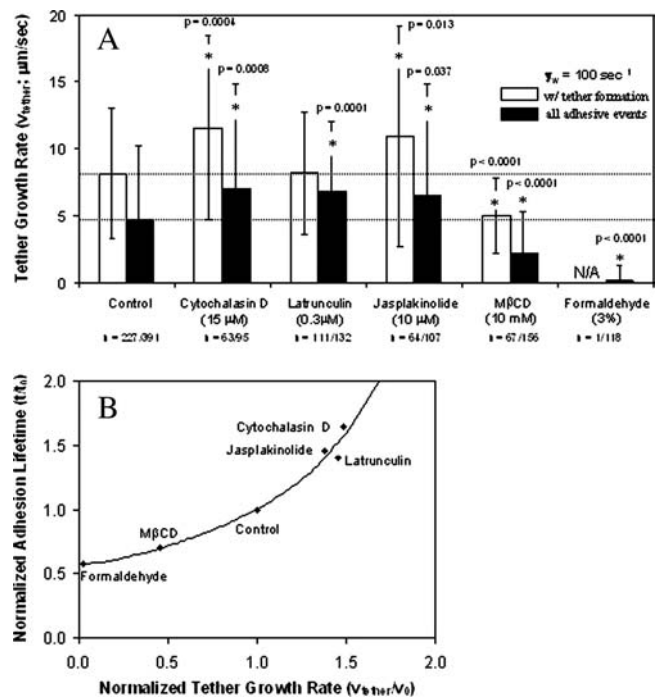 A
Tether Growth Rate (Vtether; μm/sec)
20
15
10
5
0
p = 0.0004
p = 0.0008
p = 0.0001
p = 0.013
p = 0.037
p < 0.0001
p < 0.0001
p < 0.0001
* * * * * * * *
γw = 100 sec⁻¹
w/ tether formation
all adhesive events
N/A
Control Cytochalasin D Latrunculin Jasplakinolide MβCD Formaldehyde
(15 μM) (0.3μM) (10 μM) (10 mM) (3%)
n = 227/391 n = 63/95 n = 111/132 n = 64/107 n = 67/156 n = 1/118
B
Normalized Adhesion Lifetime (t/t₀)
2.0
1.5
1.0
0.5
0.0
Cytochalasin D
Jasplakinolide
Latrunculin
MβCD
Control
Formaldehyde
0.0 0.5 1.0 1.5 2.0
Normalized Tether Growth Rate (Vtether/V₀)